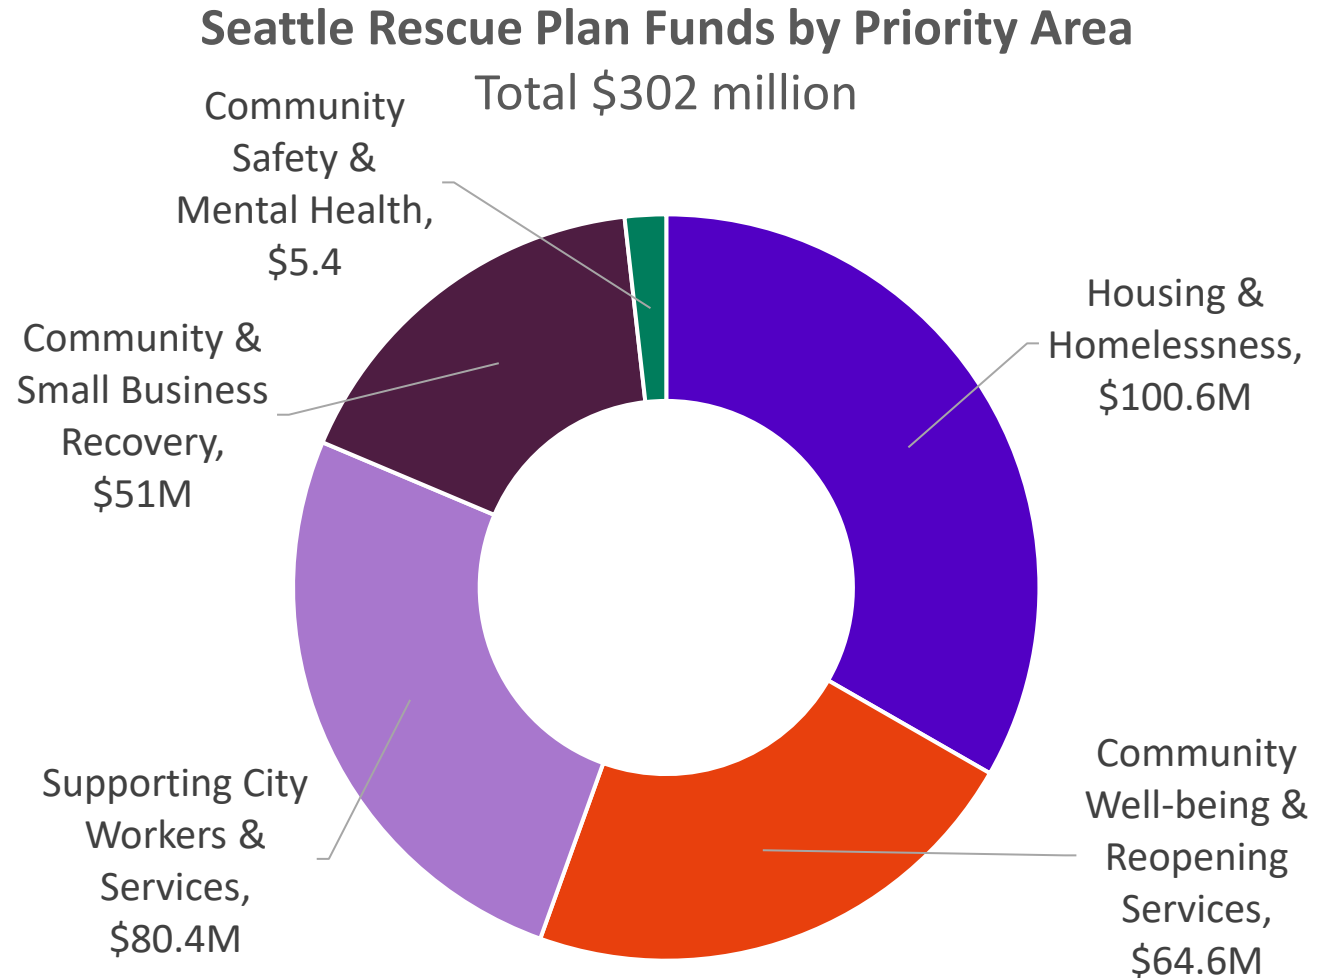 Seattle Rescue Plan Funds by Priority Area
Total $302 million
Community
Safety &
Mental Health,
$5.4
Housing &
Homelessness,
$100.6M
Community &
Small Business
Recovery,
$51M
Supporting City
Workers &
Services,
$80.4M
Community
Well-being &
Reopening
Services,
$64.6M